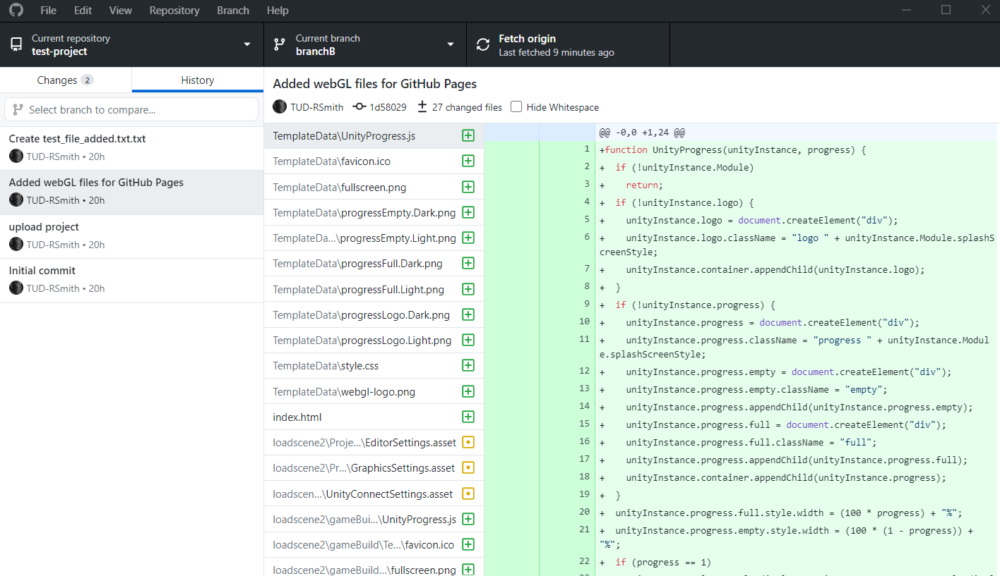 File Edit View Repository Branch Help
Current repository
test-project
Current branch
branchB
Fetch origin
Last fetched 9 minutes ago
Changes 2
History
Select branch to compare...
Create test_file_added.txt.txt
TUD-RSmith • 20h
Added webGL files for GitHub Pages
TUD-RSmith • 20h
upload project
TUD-RSmith • 20h
Initial commit
TUD-RSmith • 20h
Added webGL files for GitHub Pages
TUD-RSmith 1d58029 27 changed files Hide Whitespace
TemplateData\UnityProgress.js
TemplateData\favicon.ico
TemplateData\fullscreen.png
TemplateData\progressEmpty.Dark.png
TemplateDa...\progressEmpty.Light.png
TemplateData\progressFull.Dark.png
TemplateData\progressFull.Light.png
TemplateData\progressLogo.Dark.png
TemplateData\progressLogo.Light.png
TemplateData\style.css
TemplateData\webgl-logo.png
index.html
loadscene2\Proje...\EditorSettings.asset
loadscene2\Pr...\GraphicsSettings.asset
loadscen...\UnityConnectSettings.asset
loadscene2\gameBui...\UnityProgress.js
loadscene2\gameBuild\Te...\favicon.ico
loadscene2\gameBuild...\fullscreen.png
@@ -0,0 +1,24 @@
1 +function UnityProgress(unityInstance, progress) {
2 +  if (!unityInstance.Module)
3 +    return;
4 +  if (!unityInstance.logo) {
5 +    unityInstance.logo = document.createElement("div");
6 +    unityInstance.logo.className = "logo " + unityInstance.Module.splashS
creenStyle;
7 +    unityInstance.container.appendChild(unityInstance.logo);
8 +  }
9 +  if (!unityInstance.progress) {
10 +    unityInstance.progress = document.createElement("div");
11 +    unityInstance.progress.className = "progress " + unityInstance.Modul
e.splashScreenStyle;
12 +    unityInstance.progress.empty = document.createElement("div");
13 +    unityInstance.progress.empty.className = "empty";
14 +    unityInstance.progress.appendChild(unityInstance.progress.empty);
15 +    unityInstance.progress.full = document.createElement("div");
16 +    unityInstance.progress.full.className = "full";
17 +    unityInstance.progress.appendChild(unityInstance.progress.full);
18 +    unityInstance.container.appendChild(unityInstance.progress);
19 +  }
20 +  unityInstance.progress.full.style.width = (100 * progress) + "%";
21 +  unityInstance.progress.empty.style.width = (100 * (1 - progress)) +
"%";
22 +  if (progress == 1)